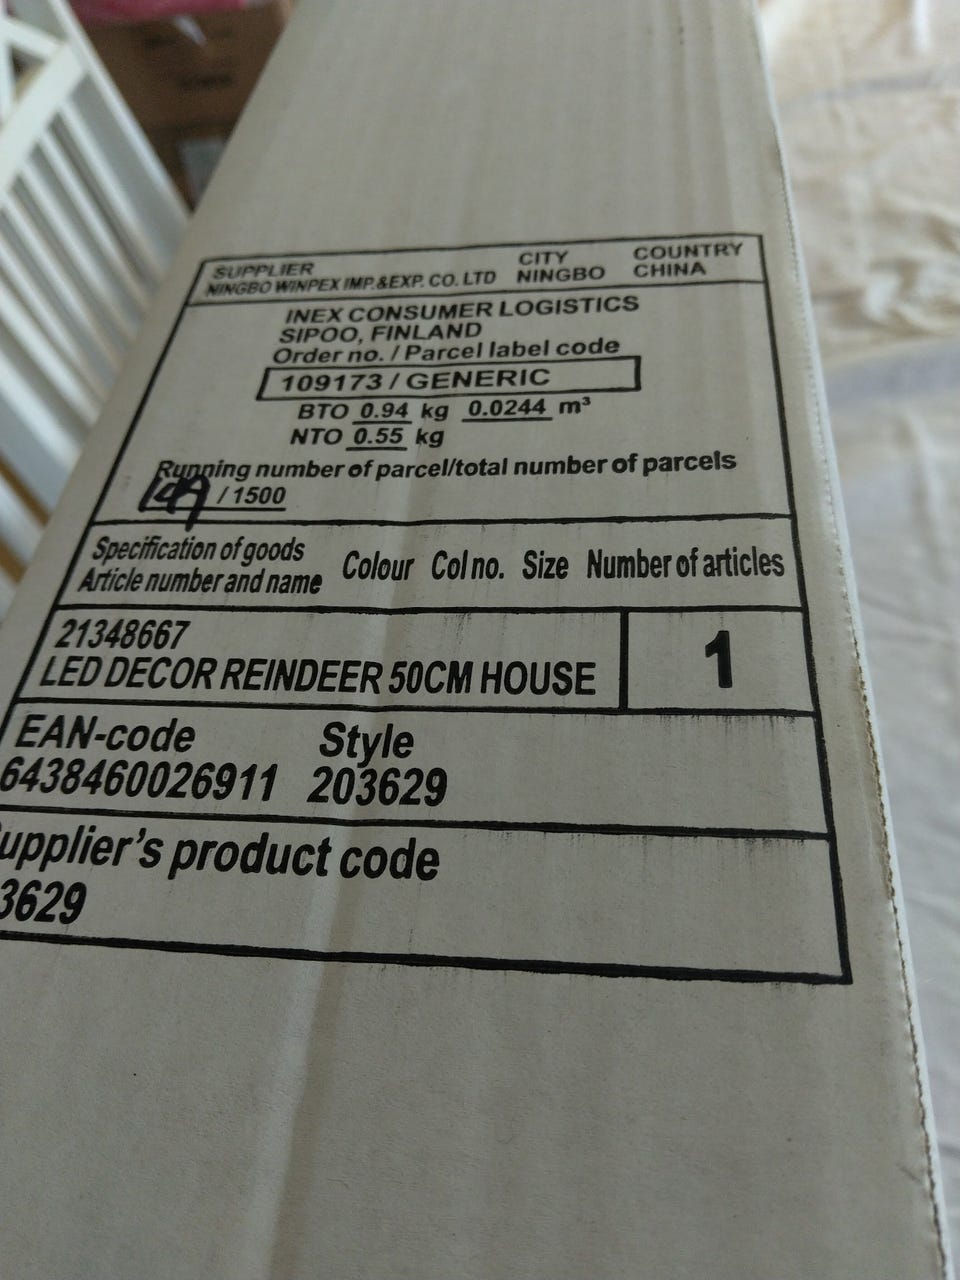 SUPPLIER CITY COUNTRY
NINGBO WINPEX IMP.&EXP. CO. LTD NINGBO CHINA
INEX CONSUMER LOGISTICS
SIPOO, FINLAND
Order no. / Parcel label code
109173 / GENERIC
BTO 0.94 kg 0.0244 m³
NTO 0.55 kg
Running number of parcel/total number of parcels
/ 1500
Specification of goods
Article number and name Colour Col no. Size Number of articles
21348667
LED DECOR REINDEER 50CM HOUSE 1
EAN-code Style
6438460026911 203629
upplier's product code
3629